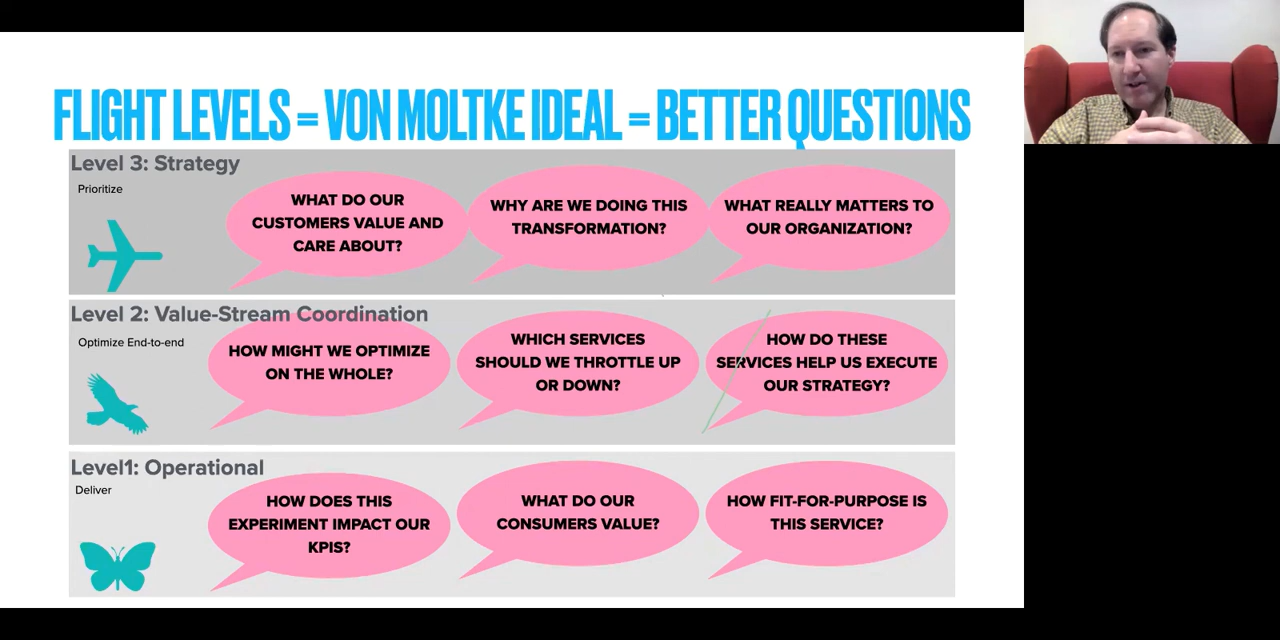 FLIGHT LEVELS = VON MOLTKE IDEAL = BETTER QUESTIONS
Level 3: Strategy
Prioritize
WHAT DO OUR
CUSTOMERS VALUE AND
CARE ABOUT?
WHY ARE WE DOING THIS
TRANSFORMATION?
WHAT REALLY MATTERS TO
OUR ORGANIZATION?
Level 2: Value-Stream Coordination
Optimize End-to-end
HOW MIGHT WE OPTIMIZE
ON THE WHOLE?
WHICH SERVICES
SHOULD WE THROTTLE UP
OR DOWN?
HOW DO THESE
SERVICES HELP US EXECUTE
OUR STRATEGY?
Level1: Operational
Deliver
HOW DOES THIS
EXPERIMENT IMPACT OUR
KPIS?
WHAT DO OUR
CONSUMERS VALUE?
HOW FIT-FOR-PURPOSE IS
THIS SERVICE?